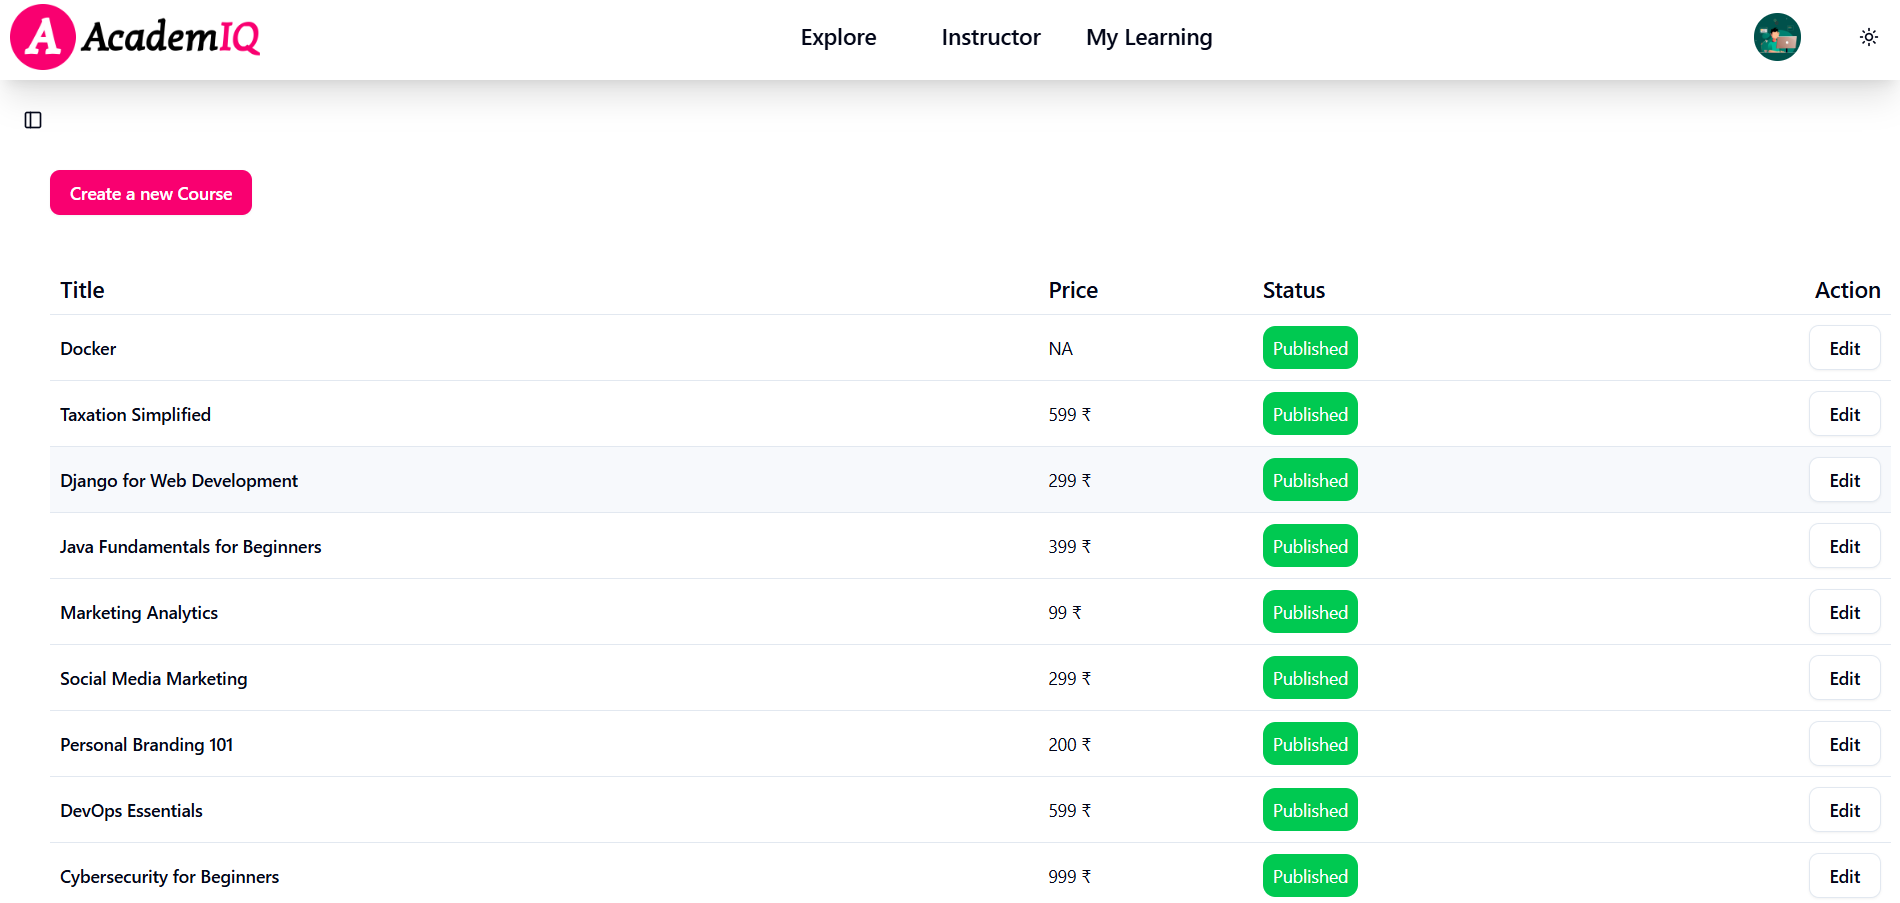 A AcademIQ Explore Instructor My Learning
Create a new Course
Title Price Status Action
Docker NA Published Edit
Taxation Simplified 599 ₹ Published Edit
Django for Web Development 299 ₹ Published Edit
Java Fundamentals for Beginners 399 ₹ Published Edit
Marketing Analytics 99 ₹ Published Edit
Social Media Marketing 299 ₹ Published Edit
Personal Branding 101 200 ₹ Published Edit
DevOps Essentials 599 ₹ Published Edit
Cybersecurity for Beginners 999 ₹ Published Edit